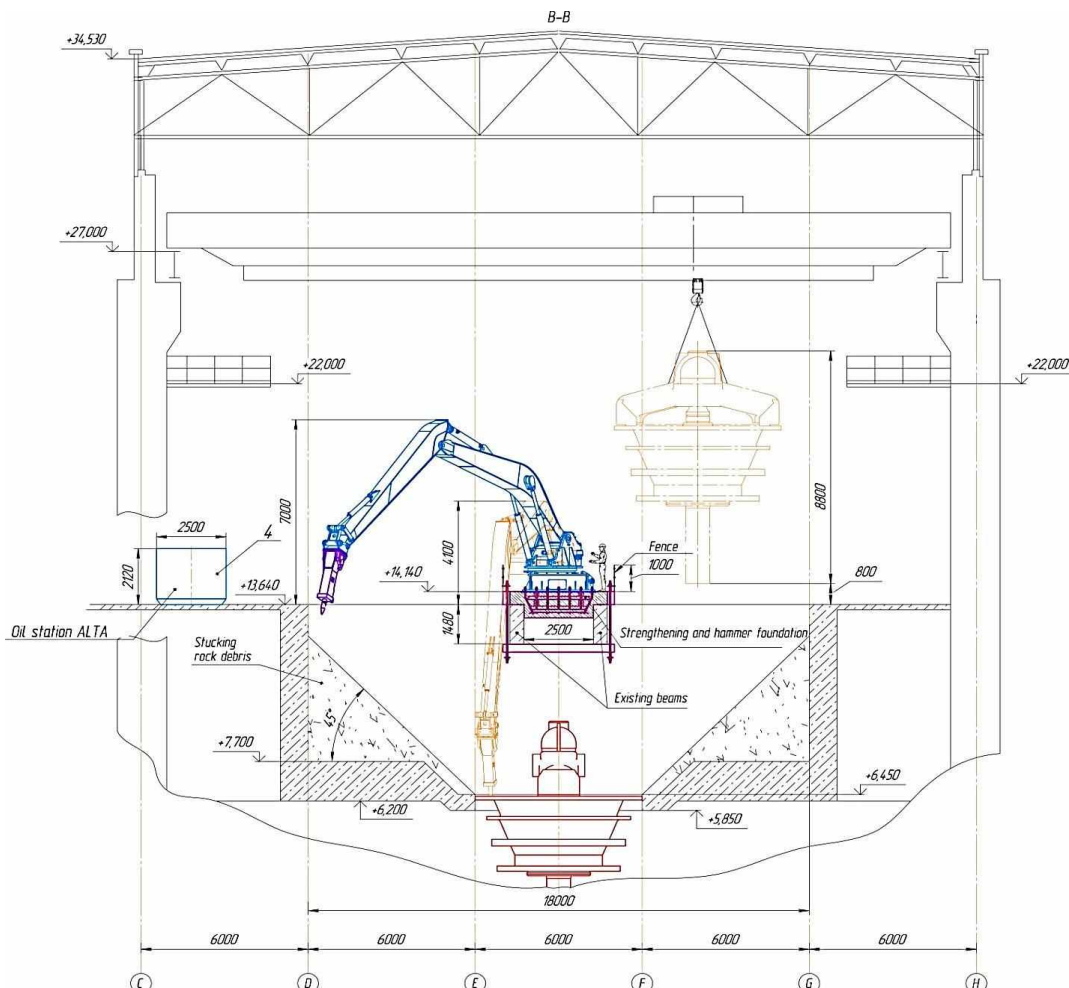 B-B
+34,530
+27,000
+22,000
+22,000
7000
8800
2500
4
2120
4100
Fence
1000
+14,140
800
+13,640
1480
2500
Oil station ALTA
Strengthening and hammer foundation
Stucking
rock debris
Existing beams
45°
+7,700
+6,450
+6,200
+5,850
18000
6000
6000
6000
6000
6000
C
D
E
F
G
H